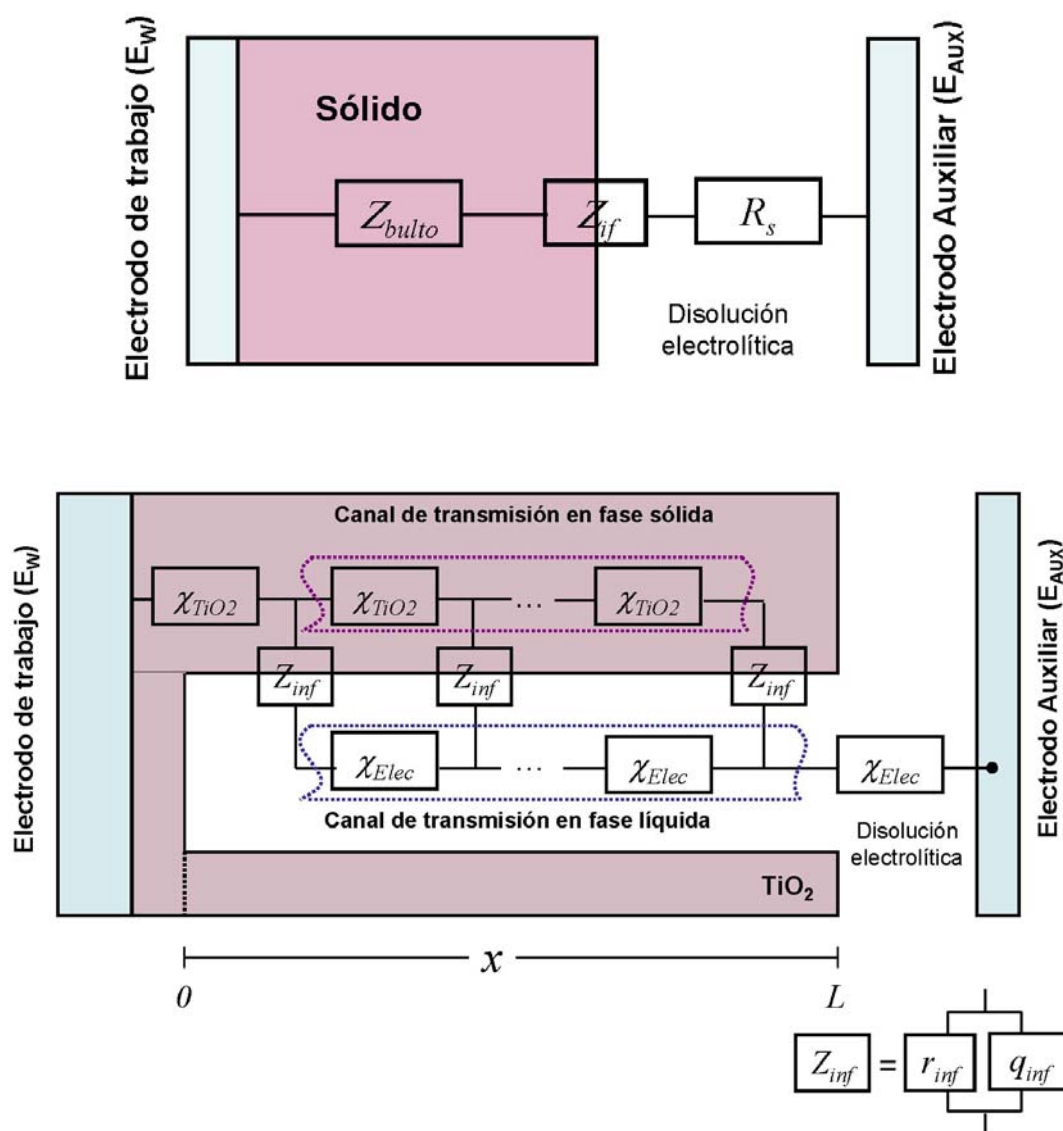 Electrodo de trabajo (E_W)
Sólido
Z_bulto
Z_if
R_s
Disolución
electrolítica
Electrodo Auxiliar (E_AUX)
Electrodo de trabajo (E_W)
Canal de transmisión en fase sólida
χ_TiO2
χ_TiO2
...
χ_TiO2
Z_inf
Z_inf
Z_inf
χ_Elec
...
χ_Elec
χ_Elec
Canal de transmisión en fase líquida
Disolución
electrolítica
TiO₂
Electrodo Auxiliar (E_AUX)
x
0
L
Z_inf = r_inf q_inf